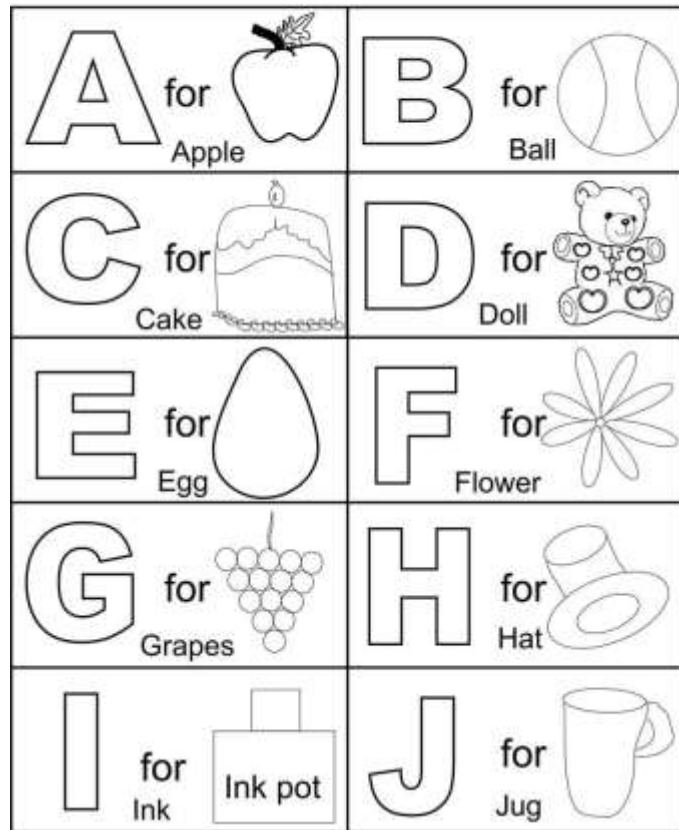 A for
Apple
B for
Ball
C for
Cake
D for
Doll
E for
Egg
F for
Flower
G for
Grapes
H for
Hat
I for
Ink
Ink pot
J for
Jug